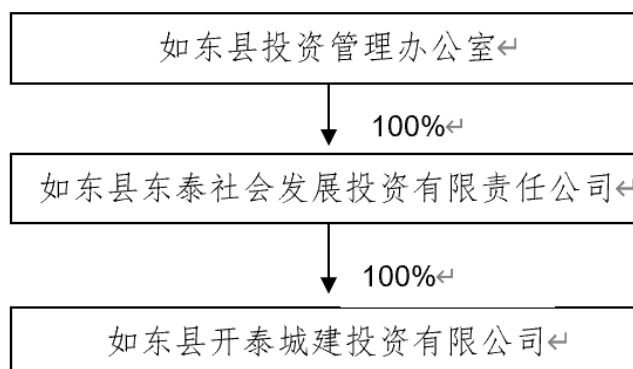 如东县投资管理办公室↵
100%↵
如东县东泰社会发展投资有限责任公司↵
100%↵
如东县开泰城建投资有限公司↵